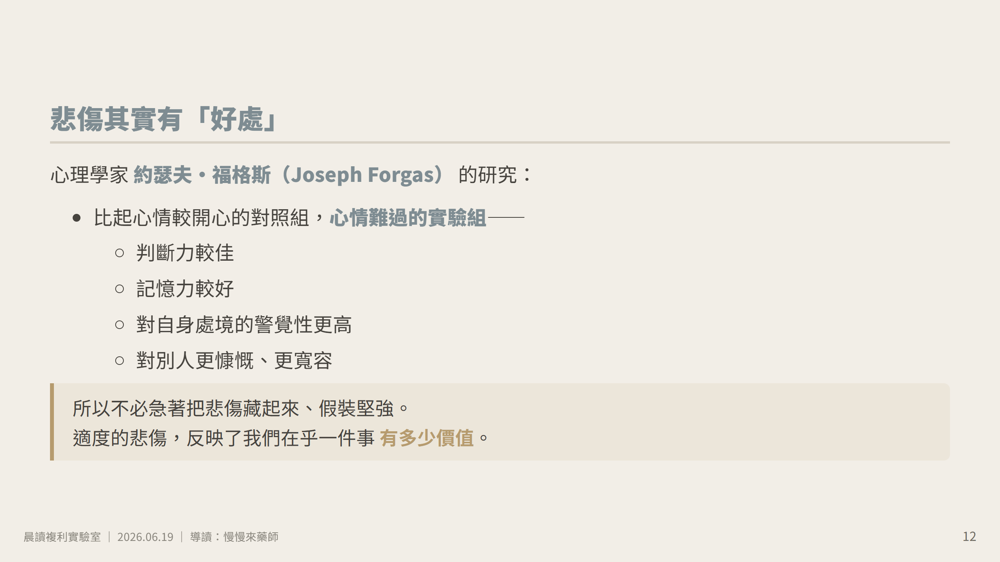 悲傷其實有「好處」
心理學家 約瑟夫・福格斯（Joseph Forgas） 的研究：
• 比起心情較開心的對照組，心情難過的實驗組——
○ 判斷力較佳
○ 記憶力較好
○ 對自身處境的警覺性更高
○ 對別人更慷慨、更寬容
所以不必急著把悲傷藏起來、假裝堅強。
適度的悲傷，反映了我們在乎一件事 有多少價值。
晨讀複利實驗室｜2026.06.19｜導讀：慢慢來藥師
12